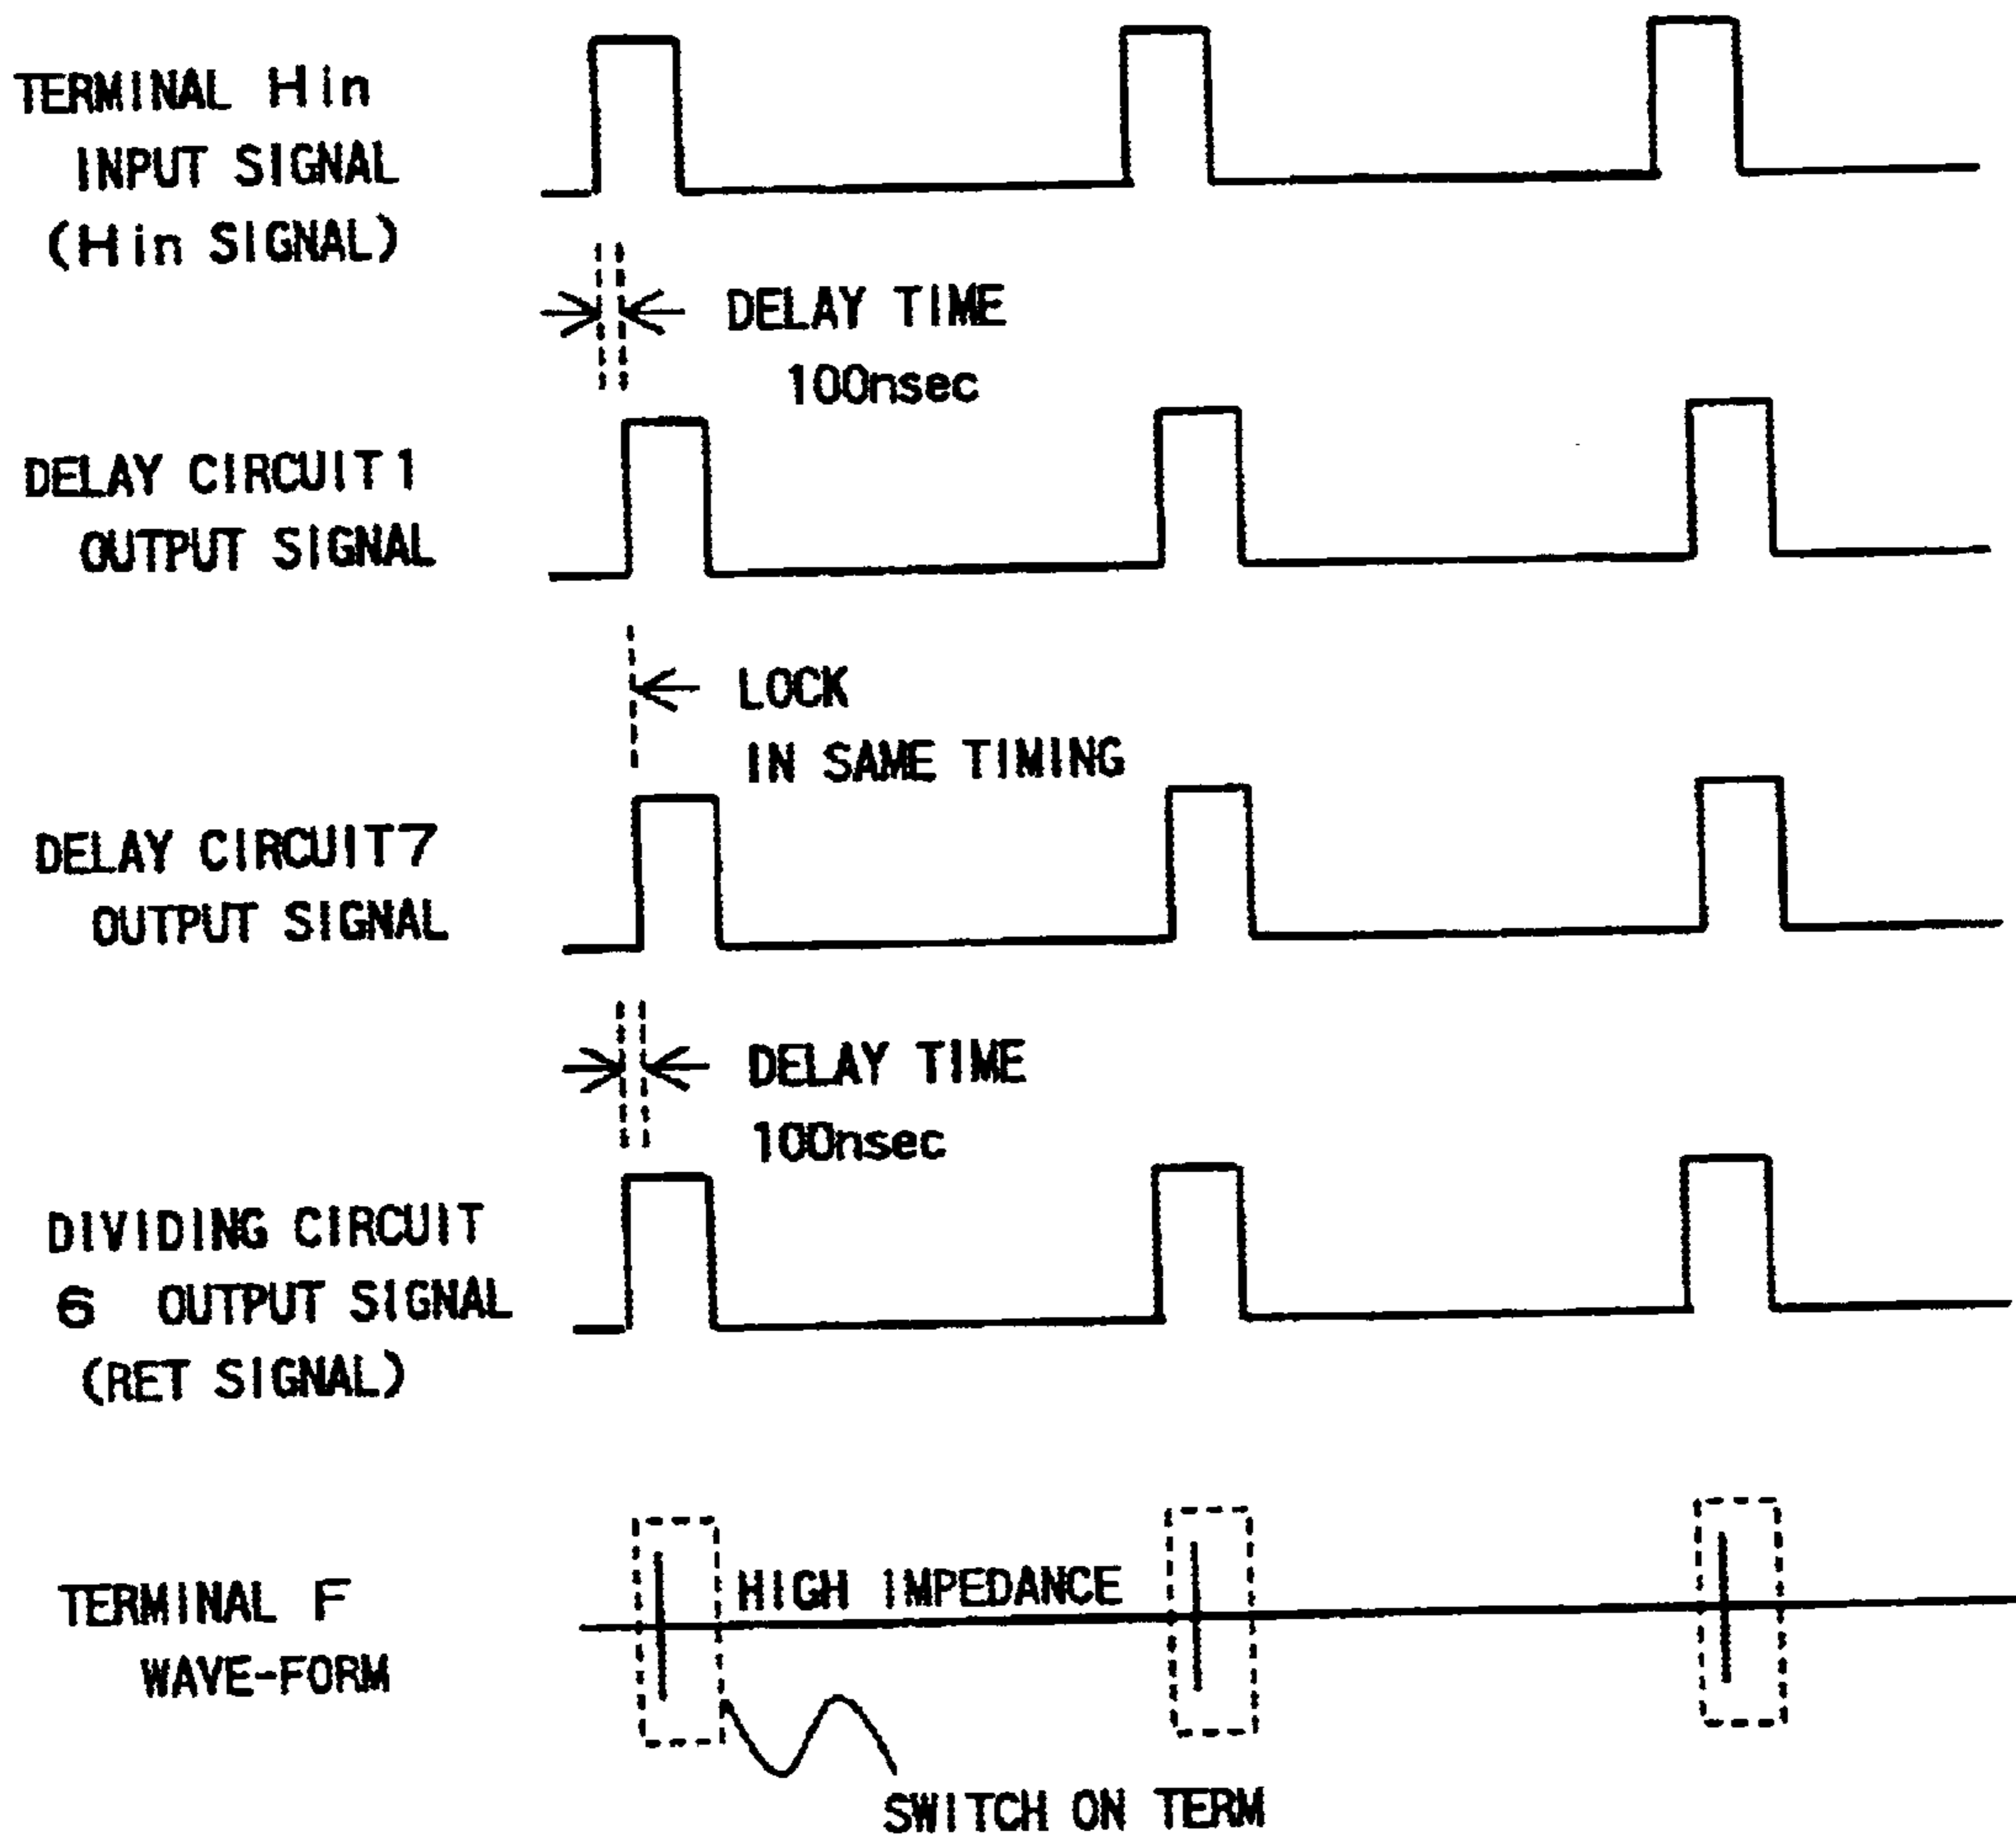 TERMINAL Hin
INPUT SIGNAL
(Hin SIGNAL)
DELAY TIME
100nsec
DELAY CIRCUIT1
OUTPUT SIGNAL
LOCK
IN SAME TIMING
DELAY CIRCUIT7
OUTPUT SIGNAL
DELAY TIME
100nsec
DIVIDING CIRCUIT
6 OUTPUT SIGNAL
(RET SIGNAL)
HIGH IMPEDANCE
TERMINAL F
WAVE-FORM
SWITCH ON TERM